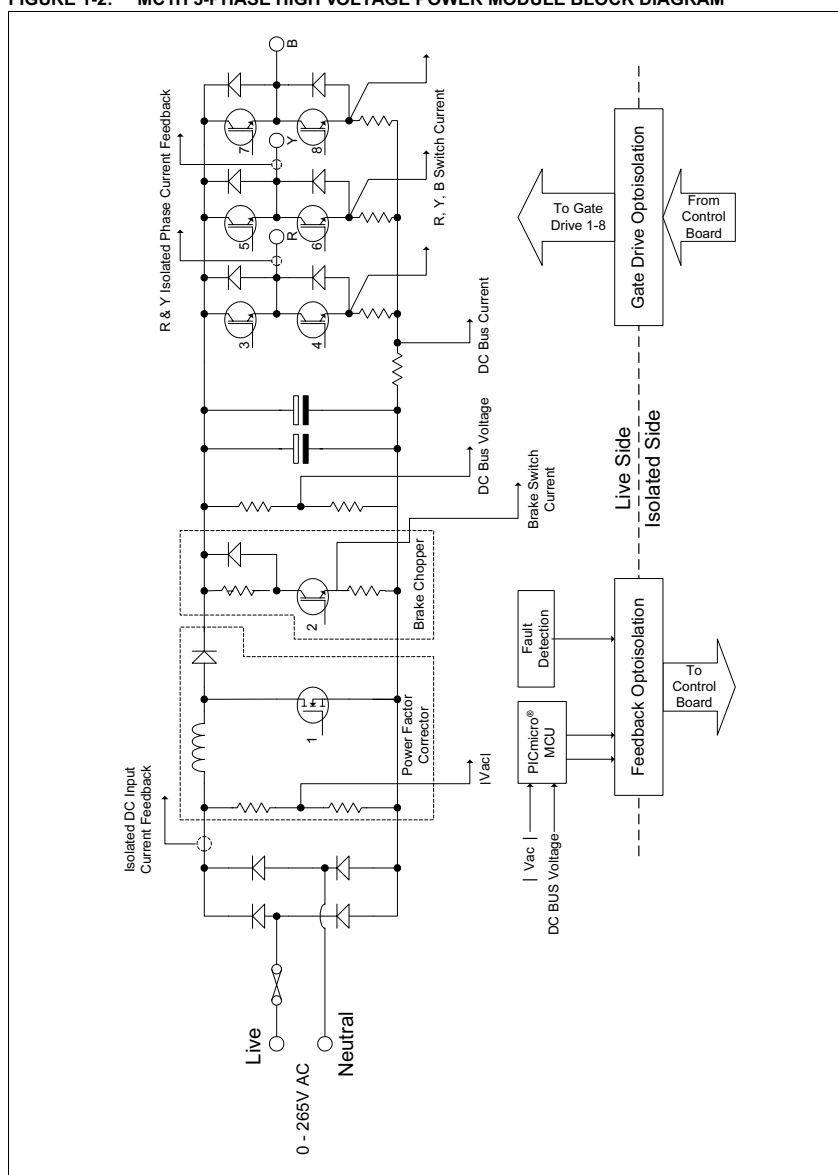 FIGURE 1-2: MC1H 3-PHASE HIGH VOLTAGE POWER MODULE BLOCK DIAGRAM
Live
Neutral
0 - 265V AC
Isolated DC Input
Current Feedback
|Vac|
Power Factor
Corrector
1
Brake Chopper
2
Brake Switch
Current
DC Bus Voltage
DC Bus Current
R & Y Isolated Phase Current Feedback
R, Y, B Switch Current
3
4
R
5
6
Y
7
8
B
| Vac |
DC BUS Voltage
PICmicro®
MCU
Fault
Detection
Feedback Optoisolation
To
Control
Board
Live Side
Isolated Side
To Gate
Drive 1-8
Gate Drive Optoisolation
From
Control
Board